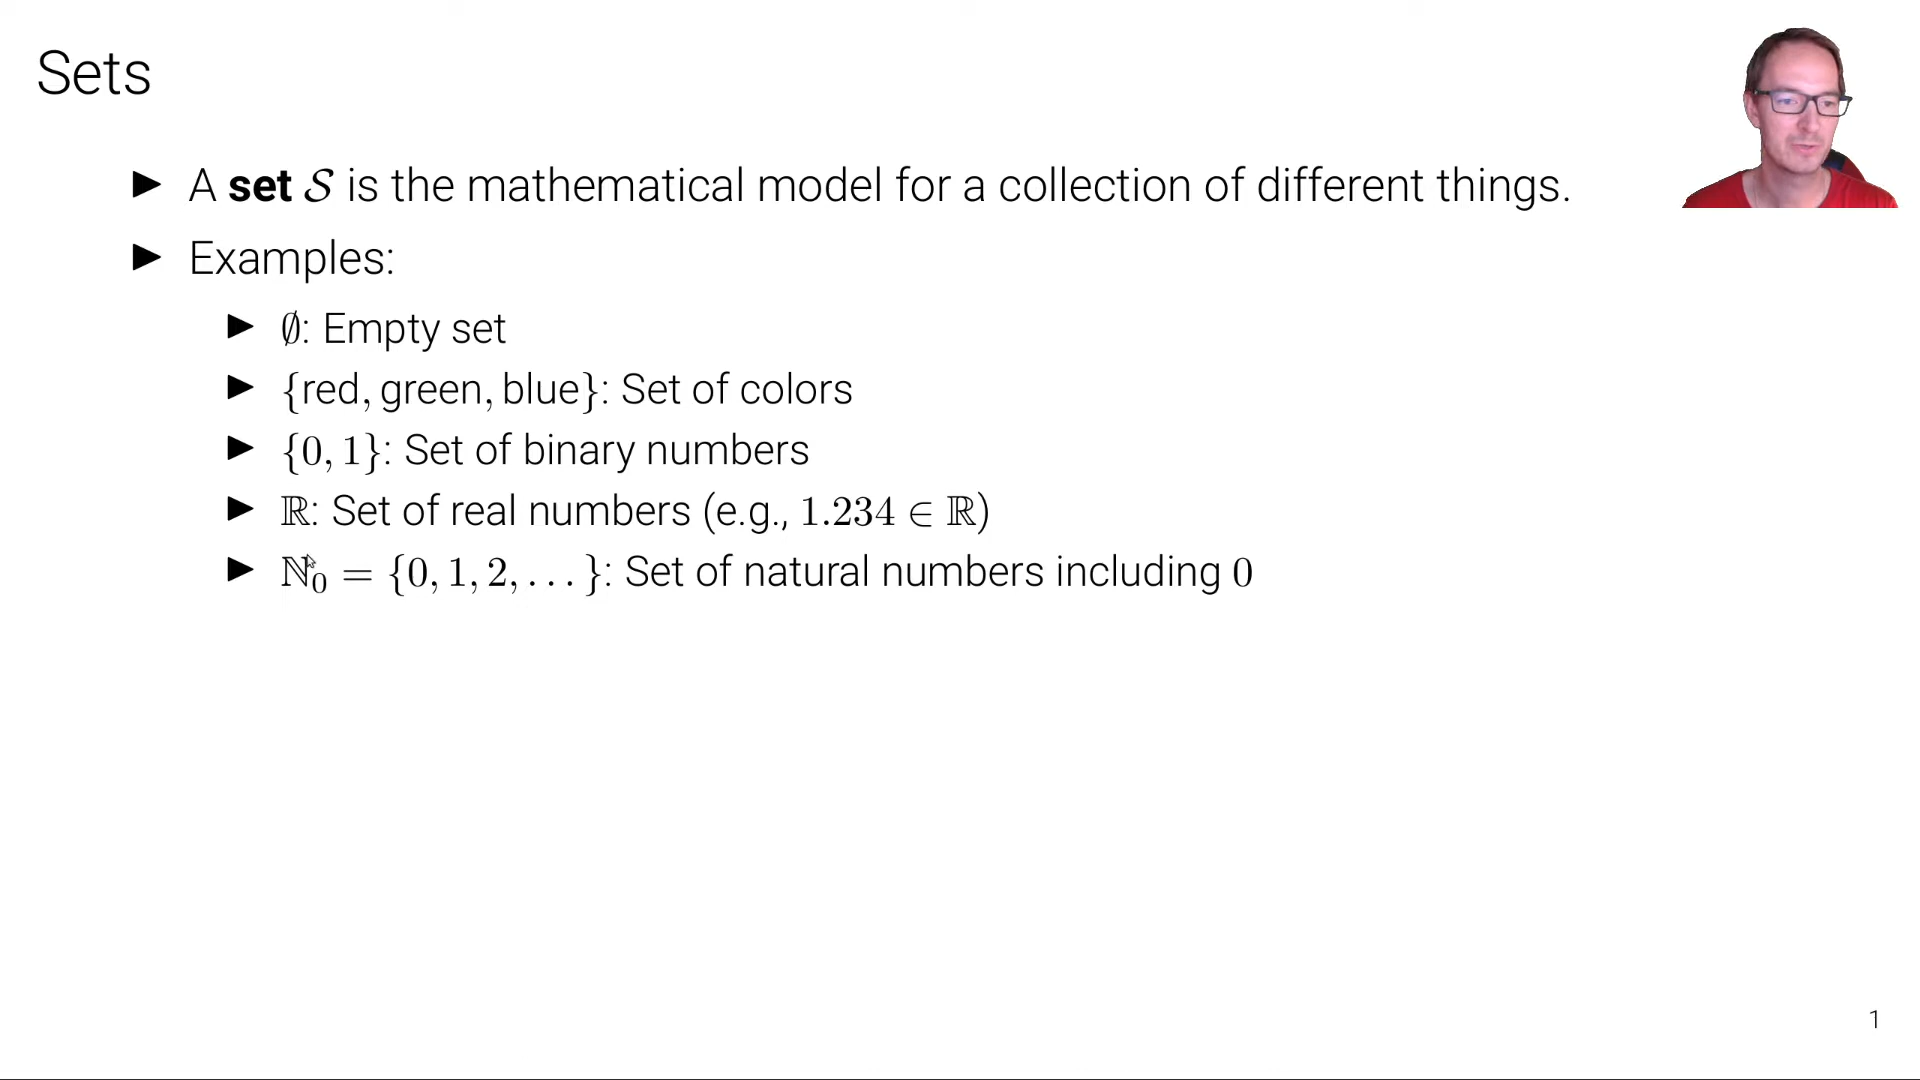 Sets
▶ A set 𝒮 is the mathematical model for a collection of different things.
▶ Examples:
▶ ∅: Empty set
▶ {red, green, blue}: Set of colors
▶ {0, 1}: Set of binary numbers
▶ ℝ: Set of real numbers (e.g., 1.234 ∈ ℝ)
▶ ℕ₀ = {0, 1, 2, . . . }: Set of natural numbers including 0
1